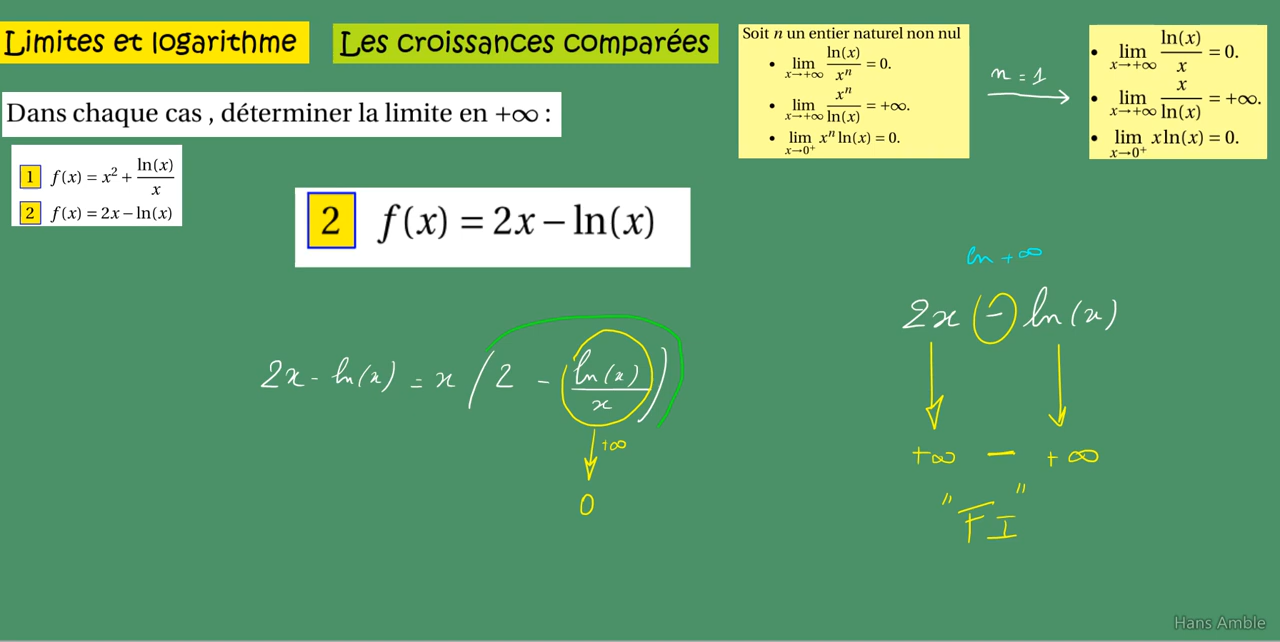 Limites et logarithme
Les croissances comparées
Dans chaque cas , déterminer la limite en +∞ :
1 f(x) = x² + ln(x)/x
2 f(x) = 2x − ln(x)
Soit n un entier naturel non nul
• lim x→+∞ ln(x)/xⁿ = 0.
• lim x→+∞ xⁿ/ln(x) = +∞.
• lim x→0⁺ xⁿ ln(x) = 0.
n = 1
• lim x→+∞ ln(x)/x = 0.
• lim x→+∞ x/ln(x) = +∞.
• lim x→0⁺ x ln(x) = 0.
2 f(x) = 2x − ln(x)
2x - ln(x) = x (2 - ln(x)/x)
+∞
0
en +∞
2x - ln(x)
+∞ - +∞
"FI"
Hans Amble